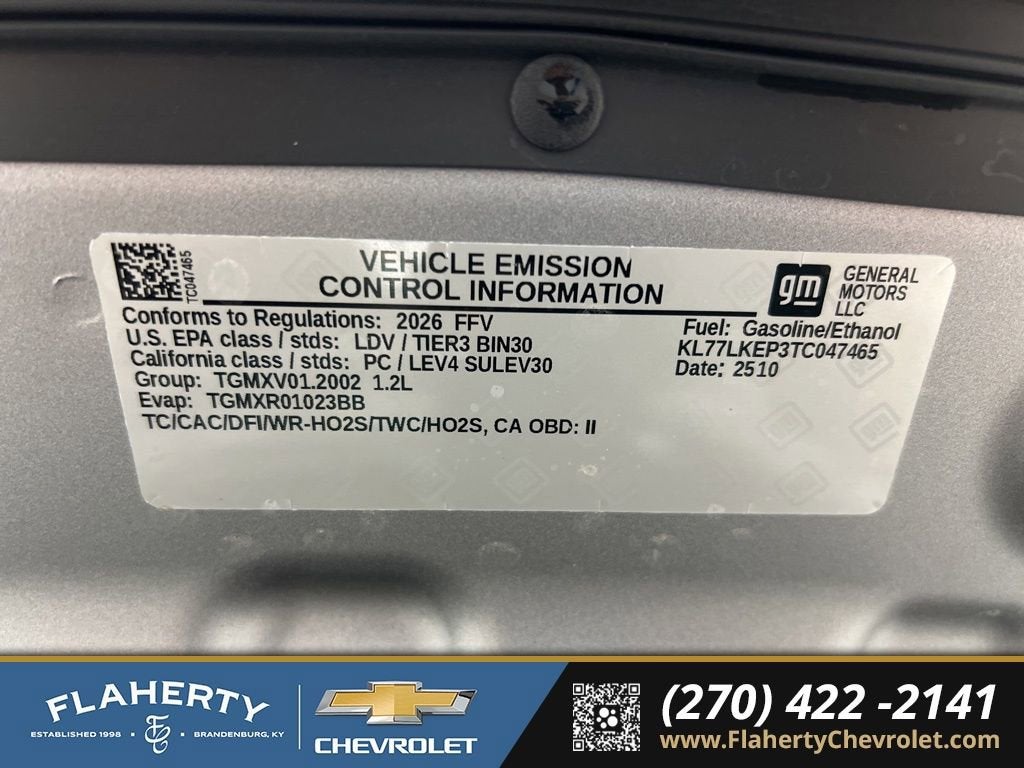 TC047465
VEHICLE EMISSION
CONTROL INFORMATION
gm
GENERAL
MOTORS
LLC
Conforms to Regulations: 2026 FFV
U.S. EPA class / stds: LDV / TIER3 BIN30
California class / stds: PC / LEV4 SULEV30
Group: TGMXV01.2002 1.2L
Evap: TGMXR01023BB
TC/CAC/DFI/WR-HO2S/TWC/HO2S, CA OBD: II
Fuel: Gasoline/Ethanol
KL77LKEP3TC047465
Date: 2510
FLAHERTY
ESTABLISHED 1998 • • BRANDENBURG, KY
CHEVROLET
(270) 422 -2141
www.FlahertyChevrolet.com